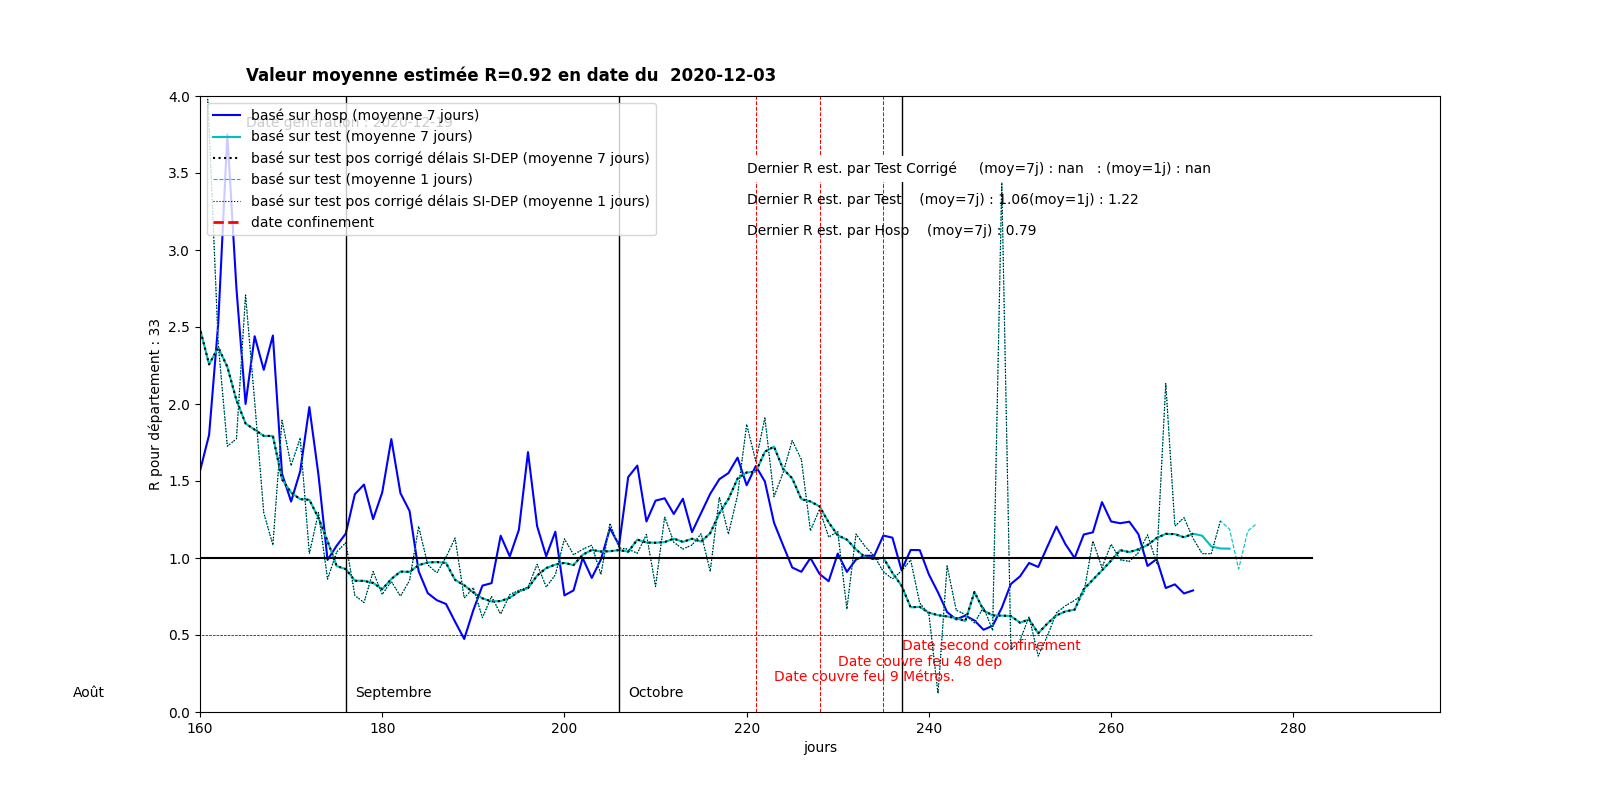 Valeur moyenne estimée R=0.92 en date du  2020-12-03
basé sur hosp (moyenne 7 jours)
basé sur test (moyenne 7 jours)
basé sur test pos corrigé délais SI-DEP (moyenne 7 jours)
basé sur test (moyenne 1 jours)
basé sur test pos corrigé délais SI-DEP (moyenne 1 jours)
date confinement
Dernier R est. par Test Corrigé     (moy=7j) : nan   : (moy=1j) : nan
Dernier R est. par Test    (moy=7j) : 1.06(moy=1j) : 1.22
Dernier R est. par Hosp    (moy=7j) : 0.79
4.0
3.5
3.0
2.5
2.0
1.5
1.0
0.5
0.0
R pour département : 33
Date second confinement
Date couvre feu 48 dep
Date couvre feu 9 Métros.
Août
Septembre
Octobre
160
180
200
220
240
260
280
jours